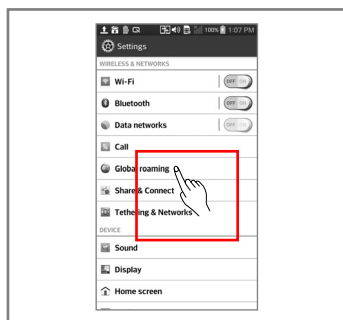 100% 1:07 PM
Settings
WIRELESS & NETWORKS
Wi-Fi
OFF ON
Bluetooth
OFF ON
Data networks
OFF ON
Call
Global roaming
Share & Connect
Tethering & Networks
DEVICE
Sound
Display
Home screen